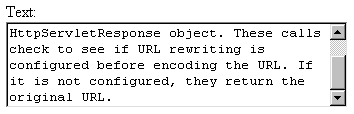 Text:
HttpServletResponse object. These calls
check to see if URL rewriting is
configured before encoding the URL. If
it is not configured, they return the
original URL.